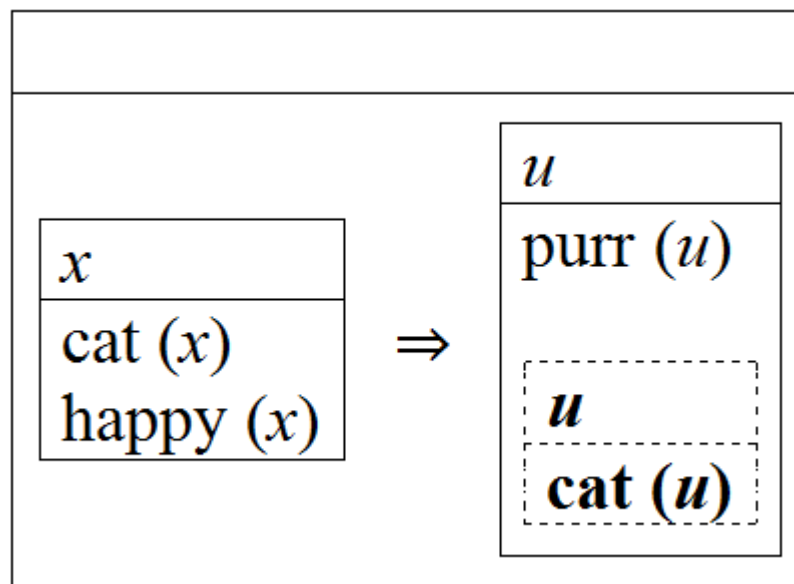 x
cat (x)
happy (x)
⇒
u
purr (u)
u
cat (u)